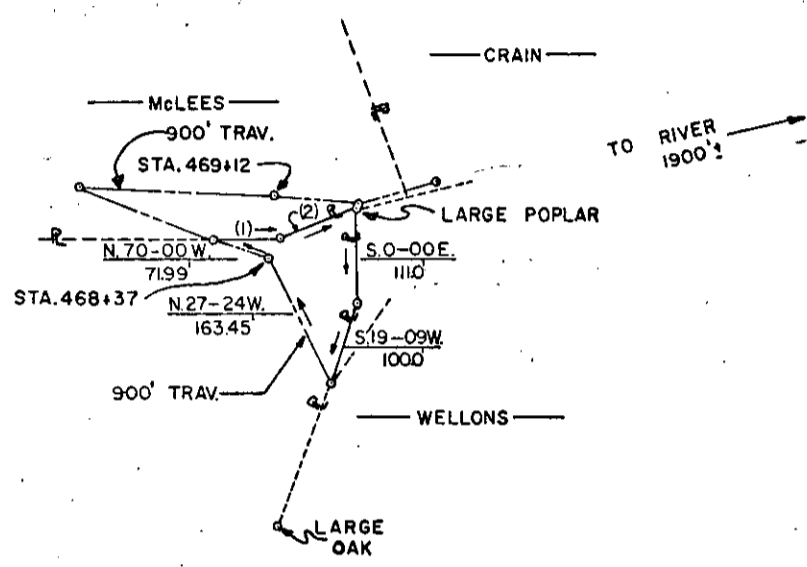 CRAIN
McLEES
900' TRAV.
STA. 469+12
TO RIVER
1900'±
(1)
(2)
LARGE POPLAR
N. 70-00 W.
71.99'
S. 0-00 E.
111.0'
STA. 468+37
N. 27-24 W.
163.45'
S. 19-09 W.
100.0'
900' TRAV.
WELLONS
LARGE
OAK